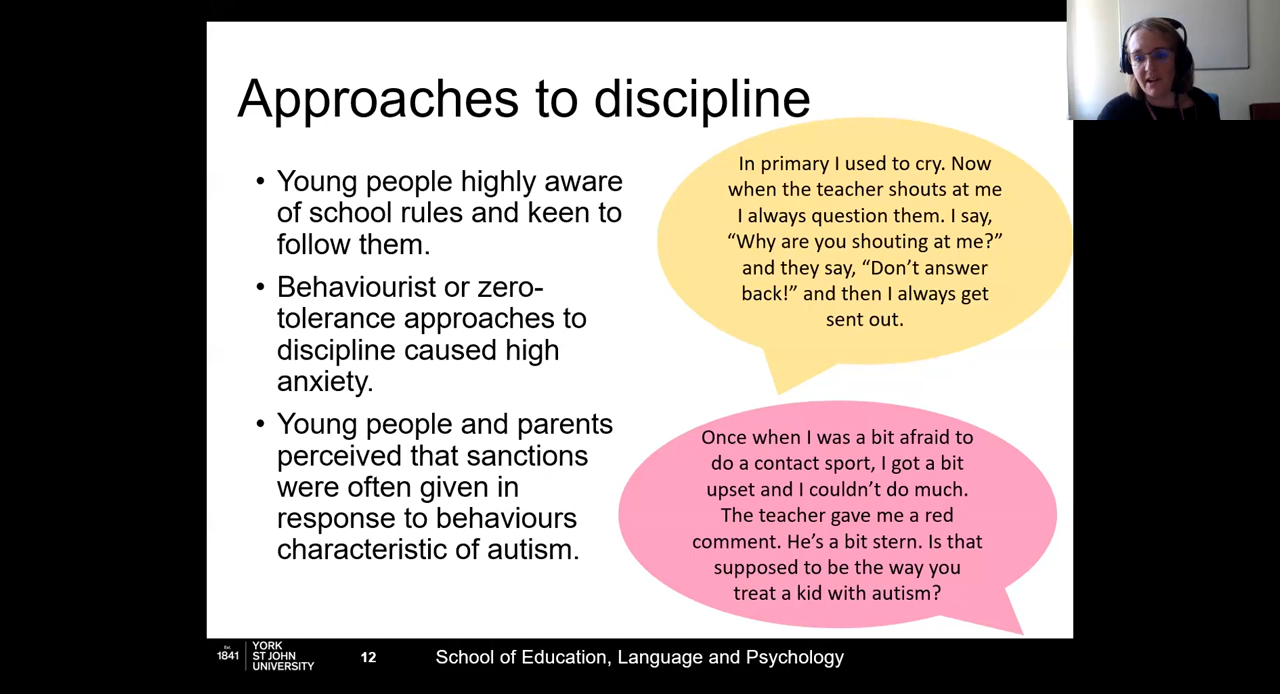 Approaches to discipline
• Young people highly aware
of school rules and keen to
follow them.
• Behaviourist or zero-
tolerance approaches to
discipline caused high
anxiety.
• Young people and parents
perceived that sanctions
were often given in
response to behaviours
characteristic of autism.
In primary I used to cry. Now
when the teacher shouts at me
I always question them. I say,
“Why are you shouting at me?”
and they say, “Don’t answer
back!” and then I always get
sent out.
Once when I was a bit afraid to
do a contact sport, I got a bit
upset and I couldn’t do much.
The teacher gave me a red
comment. He’s a bit stern. Is that
supposed to be the way you
treat a kid with autism?
Est.
1841
YORK
ST JOHN
UNIVERSITY
12
School of Education, Language and Psychology